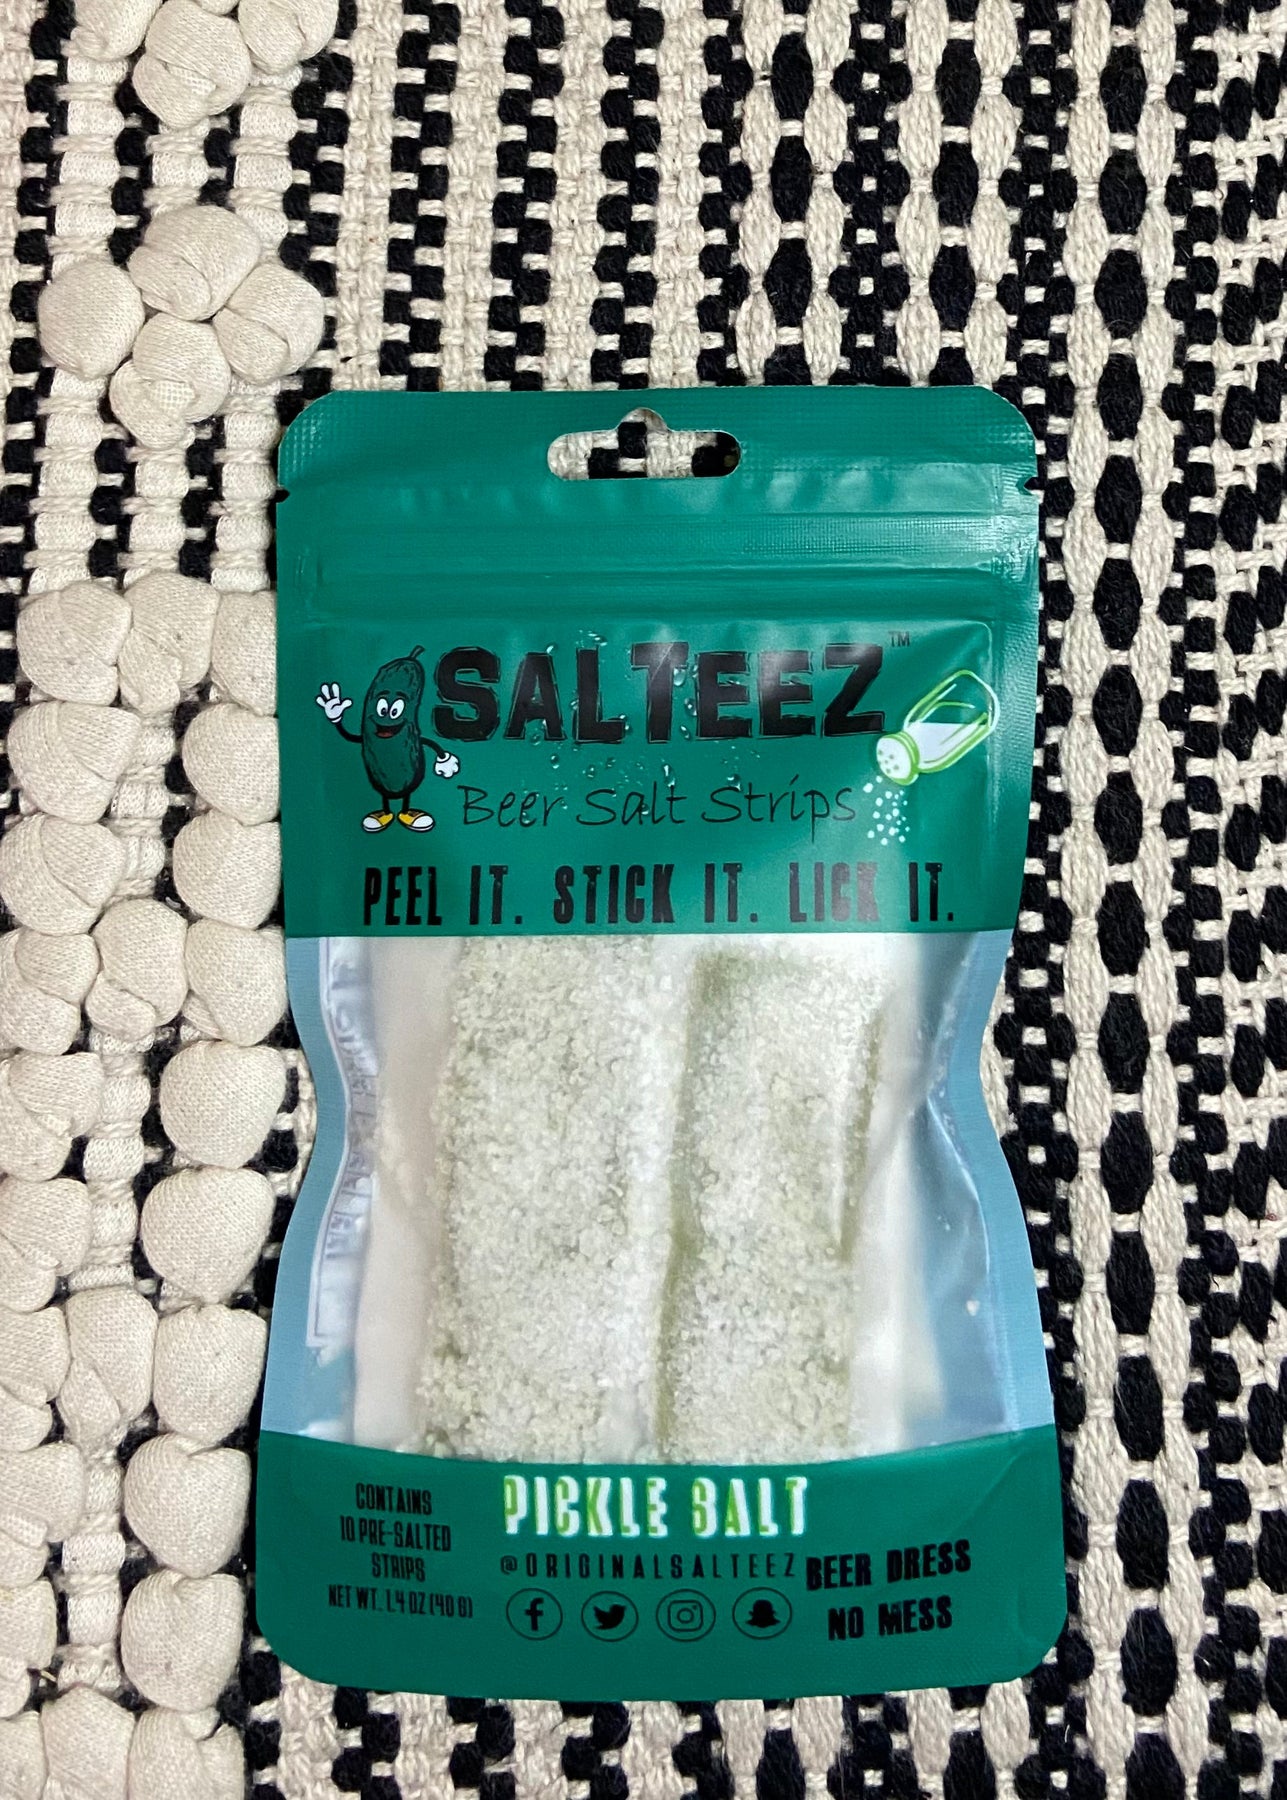 SALTEEZ™
Beer Salt Strips
PEEL IT. STICK IT. LICK IT.
PICKLE SALT
CONTAINS
10 PRE-SALTED
STRIPS
NET WT. 1.4 OZ (40 G)
@ORIGINALSALTEEZ
BEER DRESS
NO MESS